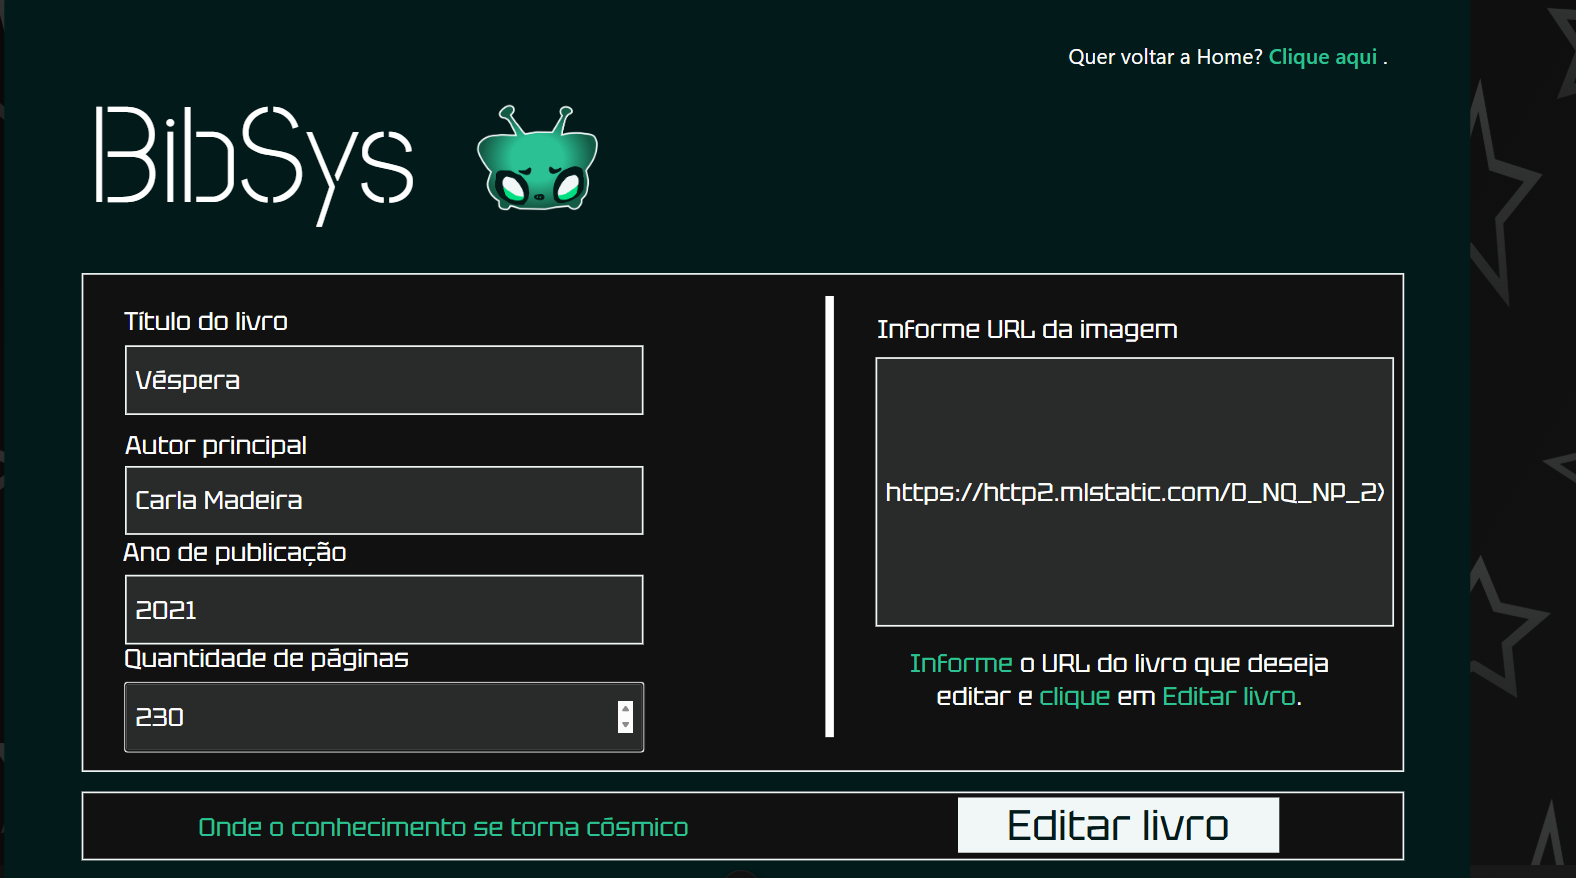 Quer voltar a Home? Clique aqui .
BibSys
Título do livro
Véspera
Autor principal
Carla Madeira
Ano de publicação
2021
Quantidade de páginas
230
Informe URL da imagem
https://http2.mlstatic.com/D_NQ_NP_2X
Informe o URL do livro que deseja
editar e clique em Editar livro.
Onde o conhecimento se torna cósmico
Editar livro